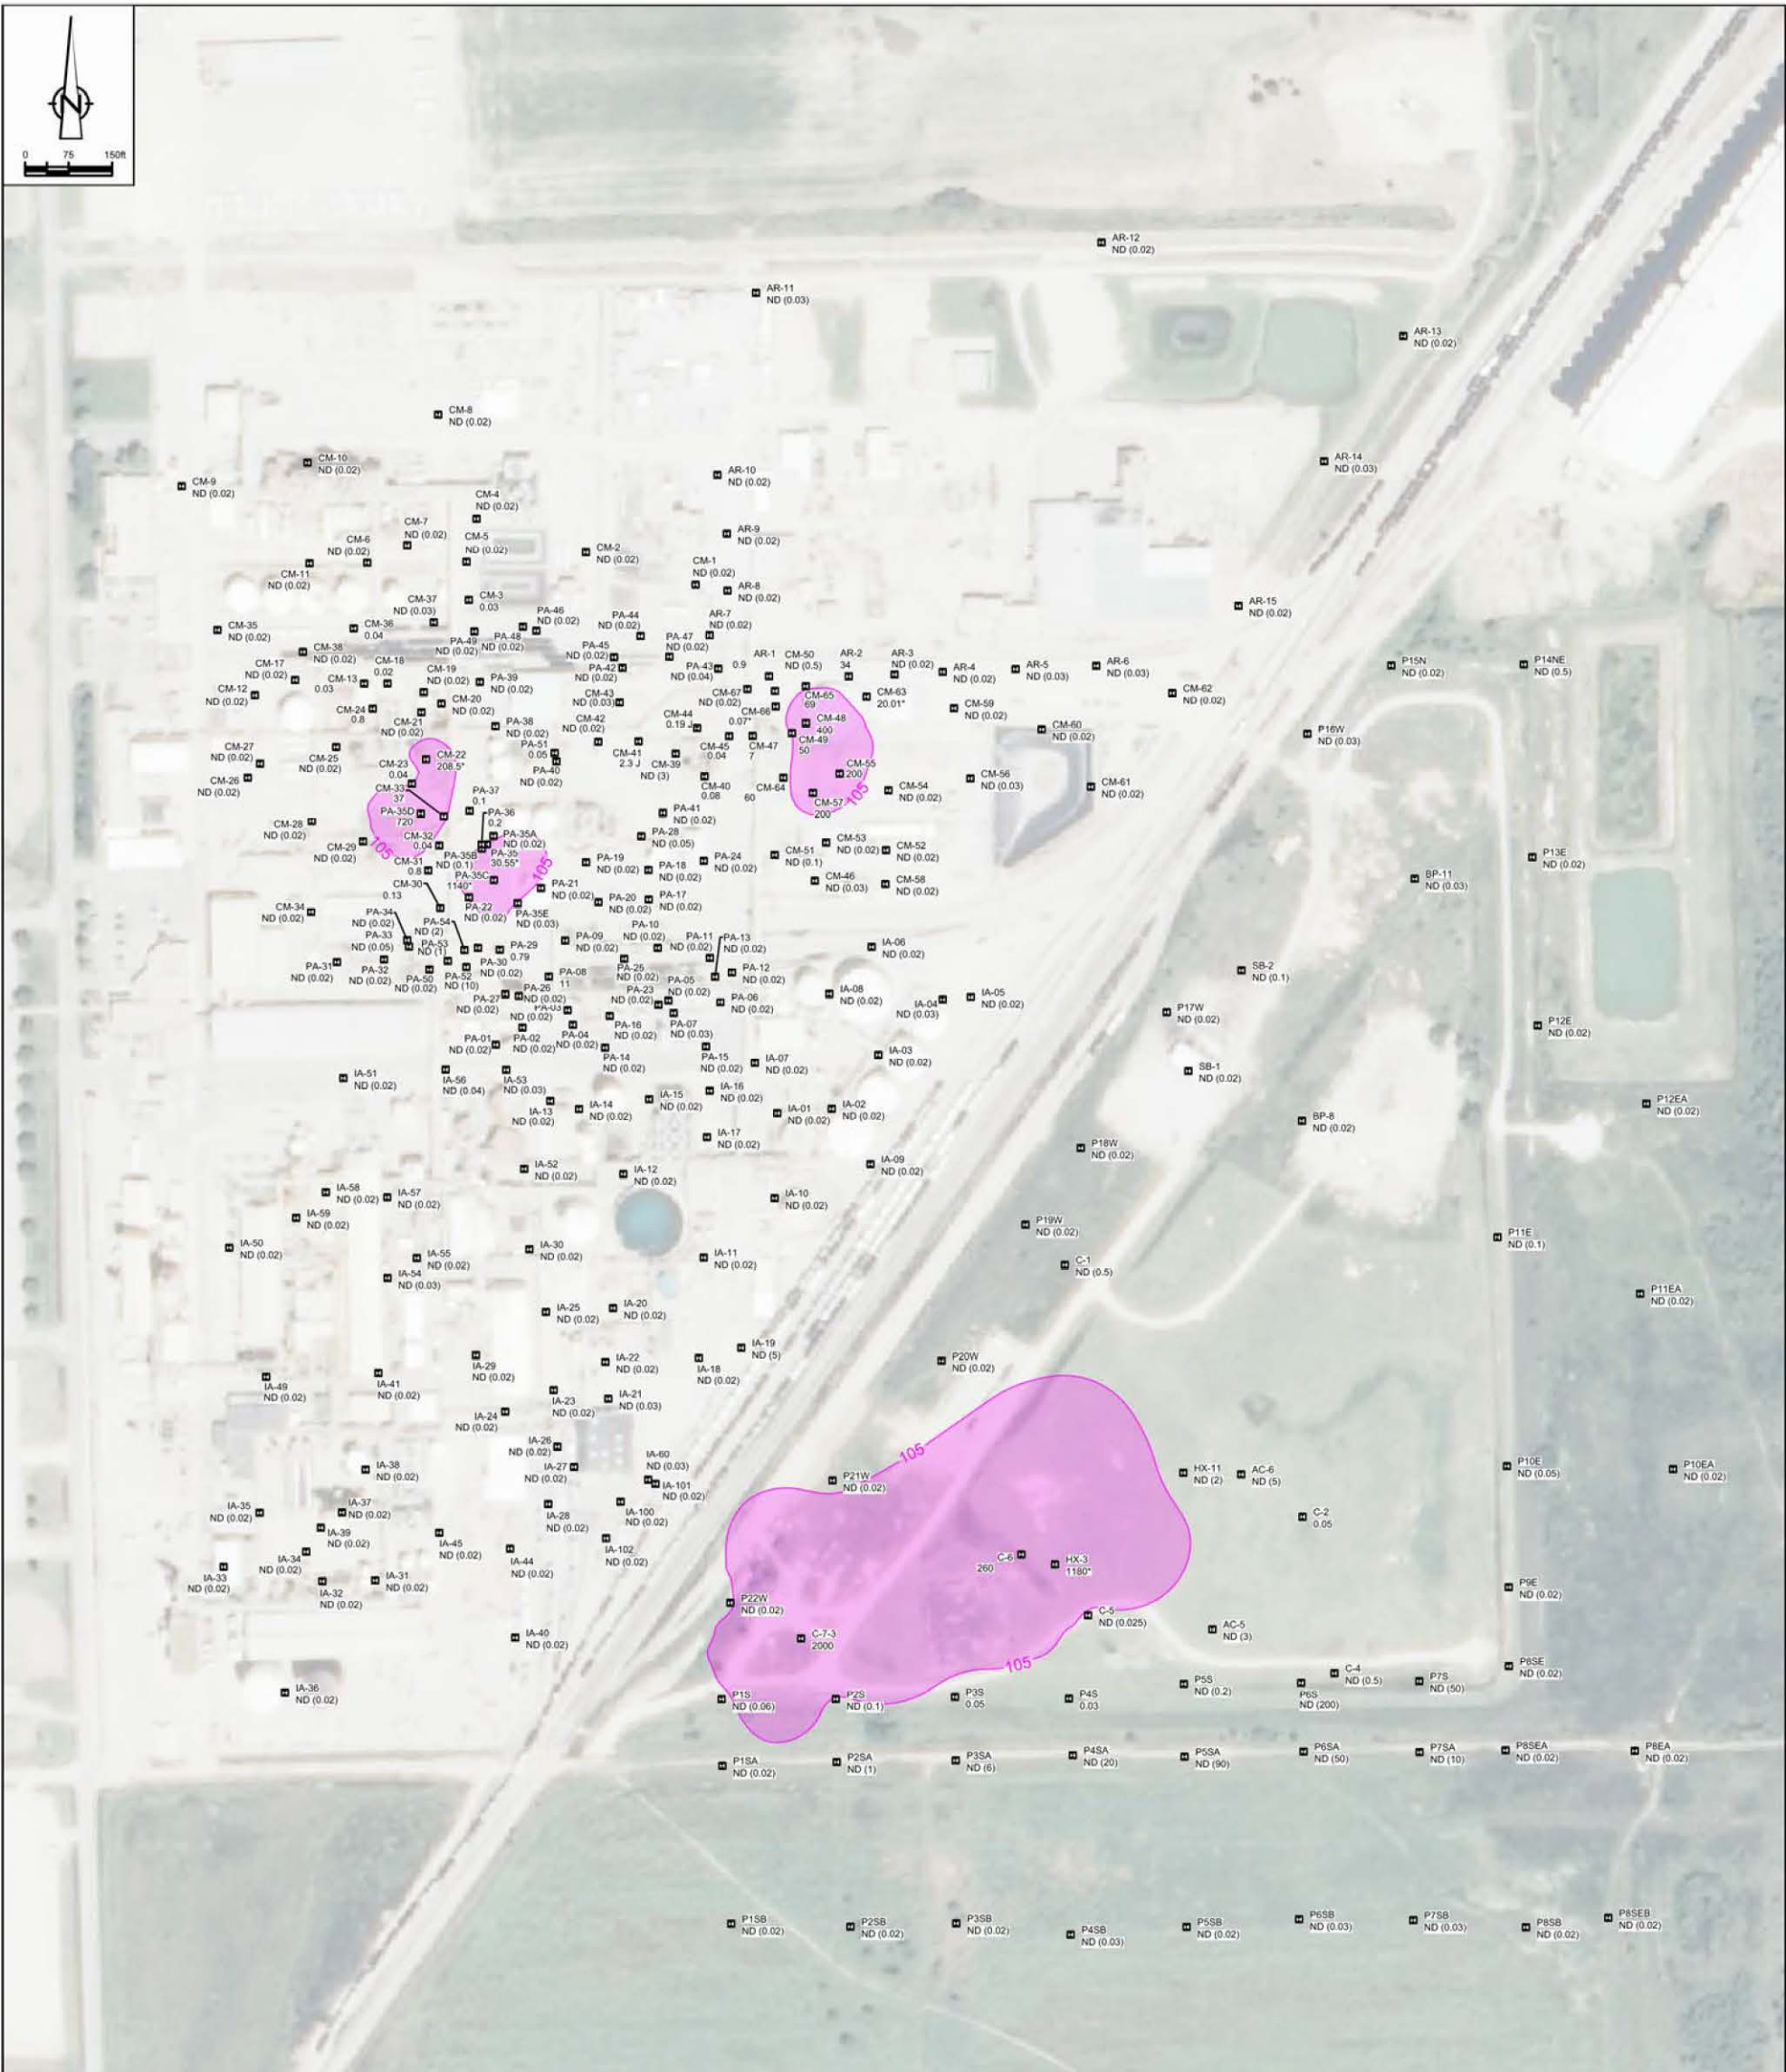 N
0 75 150ft
AR-12
ND (0.02)
AR-11
ND (0.03)
AR-13
ND (0.02)
CM-8
ND (0.02)
CM-10
ND (0.02)
CM-9
ND (0.02)
AR-10
ND (0.02)
AR-14
ND (0.03)
CM-4
ND (0.02)
CM-7
ND (0.02)
CM-5
ND (0.02)
AR-9
ND (0.02)
CM-6
ND (0.02)
CM-2
ND (0.02)
CM-11
ND (0.02)
CM-1
ND (0.02)
AR-8
ND (0.02)
CM-3
0.03
CM-37
ND (0.03)
AR-15
ND (0.02)
CM-35
ND (0.02)
CM-36
0.04
PA-46
ND (0.02)
PA-44
ND (0.02)
AR-7
ND (0.02)
PA-49
ND (0.02)
PA-48
ND (0.02)
PA-47
ND (0.02)
CM-38
ND (0.02)
PA-45
ND (0.02)
PA-42
ND (0.02)
PA-43
ND (0.04)
0.9
AR-1
CM-50
ND (0.5)
AR-2
34
AR-3
ND (0.02)
AR-4
ND (0.02)
AR-5
ND (0.03)
AR-6
ND (0.03)
P15N
ND (0.02)
P14NE
ND (0.5)
CM-17
ND (0.02)
CM-18
0.02
CM-13
0.03
CM-19
ND (0.02)
PA-39
ND (0.02)
CM-12
ND (0.02)
CM-20
ND (0.02)
CM-43
ND (0.03)
CM-67
ND (0.02)
CM-65
69
CM-63
20.01*
CM-59
ND (0.02)
CM-62
ND (0.02)
CM-24
0.8
CM-21
ND (0.02)
PA-38
ND (0.02)
CM-42
ND (0.02)
CM-44
0.19 J
CM-66
0.07*
CM-48
400
CM-49
50
CM-60
ND (0.02)
P16W
ND (0.03)
CM-27
ND (0.02)
CM-25
ND (0.02)
CM-22
208.5*
PA-51
0.05
PA-40
ND (0.02)
CM-41
2.3 J
CM-39
ND (3)
CM-45
0.04
CM-47
7
CM-26
ND (0.02)
CM-23
0.04
CM-33
37
CM-40
0.08
CM-64
60
CM-55
200
CM-54
ND (0.02)
CM-56
ND (0.03)
CM-61
ND (0.02)
PA-35D
720
PA-37
0.1
PA-36
0.2
PA-41
ND (0.02)
CM-57
200
105
CM-28
ND (0.02)
CM-29
ND (0.02)
105
CM-32
0.04
PA-35A
ND (0.02)
PA-28
ND (0.05)
CM-53
ND (0.02)
CM-52
ND (0.02)
PA-35B
ND (0.1)
PA-35
30.55*
105
PA-19
ND (0.02)
PA-18
ND (0.02)
PA-24
ND (0.02)
CM-51
ND (0.1)
P13E
ND (0.02)
CM-31
0.8
PA-35C
1140*
CM-46
ND (0.03)
CM-58
ND (0.02)
BP-11
ND (0.03)
CM-30
0.13
PA-21
ND (0.02)
PA-20
ND (0.02)
PA-17
ND (0.02)
CM-34
ND (0.02)
PA-22
ND (0.02)
PA-35E
ND (0.03)
PA-34
ND (0.02)
PA-54
ND (2)
PA-33
ND (0.05)
PA-53
ND (1)
PA-29
0.79
PA-09
ND (0.02)
PA-10
ND (0.02)
PA-11
ND (0.02)
PA-13
ND (0.02)
IA-06
ND (0.02)
PA-31
ND (0.02)
PA-32
ND (0.02)
PA-50
ND (0.02)
PA-52
ND (10)
PA-30
ND (0.02)
PA-08
11
PA-25
ND (0.02)
PA-05
ND (0.02)
PA-12
ND (0.02)
SB-2
ND (0.1)
PA-27
ND (0.02)
PA-26
ND (0.02)
PA-03
ND (0.02)
PA-23
ND (0.02)
PA-06
ND (0.02)
IA-08
ND (0.02)
IA-04
ND (0.03)
IA-05
ND (0.02)
P17W
ND (0.02)
P12E
ND (0.02)
PA-01
ND (0.02)
PA-02
ND (0.02)
PA-04
ND (0.02)
PA-16
ND (0.02)
PA-07
ND (0.03)
PA-14
ND (0.02)
PA-15
ND (0.02)
IA-07
ND (0.02)
IA-03
ND (0.02)
SB-1
ND (0.02)
IA-51
ND (0.02)
IA-56
ND (0.04)
IA-53
ND (0.03)
IA-13
ND (0.02)
IA-14
ND (0.02)
IA-15
ND (0.02)
IA-16
ND (0.02)
IA-01
ND (0.02)
IA-02
ND (0.02)
P12EA
ND (0.02)
BP-8
ND (0.02)
IA-17
ND (0.02)
P18W
ND (0.02)
IA-52
ND (0.02)
IA-12
ND (0.02)
IA-09
ND (0.02)
IA-58
ND (0.02)
IA-57
ND (0.02)
IA-10
ND (0.02)
IA-59
ND (0.02)
P19W
ND (0.02)
IA-50
ND (0.02)
IA-55
ND (0.02)
IA-30
ND (0.02)
IA-11
ND (0.02)
P11E
ND (0.1)
IA-54
ND (0.03)
C-1
ND (0.5)
P11EA
ND (0.02)
IA-25
ND (0.02)
IA-20
ND (0.02)
IA-29
ND (0.02)
IA-22
ND (0.02)
IA-18
ND (0.02)
IA-19
ND (5)
P20W
ND (0.02)
IA-49
ND (0.02)
IA-41
ND (0.02)
IA-23
ND (0.02)
IA-21
ND (0.03)
IA-24
ND (0.02)
IA-26
ND (0.02)
IA-27
ND (0.02)
IA-60
ND (0.03)
IA-101
ND (0.02)
105
IA-38
ND (0.02)
P21W
ND (0.02)
HX-11
ND (2)
AC-6
ND (5)
P10E
ND (0.05)
P10EA
ND (0.02)
IA-35
ND (0.02)
IA-37
ND (0.02)
IA-28
ND (0.02)
IA-100
ND (0.02)
C-2
0.05
IA-39
ND (0.02)
IA-45
ND (0.02)
IA-44
ND (0.02)
IA-102
ND (0.02)
IA-34
ND (0.02)
IA-33
ND (0.02)
IA-32
ND (0.02)
IA-31
ND (0.02)
C-6
260
HX-3
1180*
P9E
ND (0.02)
P22W
ND (0.02)
C-5
ND (0.025)
IA-40
ND (0.02)
C-7-3
2000
AC-5
ND (3)
105
P8SE
ND (0.02)
IA-36
ND (0.02)
P1S
ND (0.06)
P2S
ND (0.1)
P3S
0.05
P4S
0.03
P5S
ND (0.2)
P6S
ND (200)
C-4
ND (0.5)
P7S
ND (50)
P1SA
ND (0.02)
P2SA
ND (1)
P3SA
ND (6)
P4SA
ND (20)
P5SA
ND (90)
P6SA
ND (50)
P7SA
ND (10)
P8SEA
ND (0.02)
P8EA
ND (0.02)
P1SB
ND (0.02)
P2SB
ND (0.02)
P3SB
ND (0.02)
P4SB
ND (0.03)
P5SB
ND (0.02)
P6SB
ND (0.03)
P7SB
ND (0.03)
P8SB
ND (0.02)
P8SEB
ND (0.02)